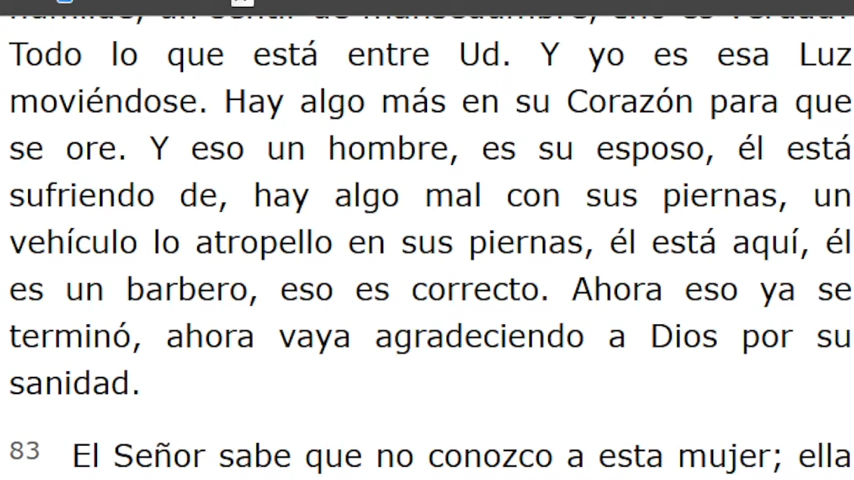 Todo lo que está entre Ud. Y yo es esa Luz
moviéndose. Hay algo más en su Corazón para que
se ore. Y eso un hombre, es su esposo, él está
sufriendo de, hay algo mal con sus piernas, un
vehículo lo atropello en sus piernas, él está aquí, él
es un barbero, eso es correcto. Ahora eso ya se
terminó, ahora vaya agradeciendo a Dios por su
sanidad.
83 El Señor sabe que no conozco a esta mujer; ella